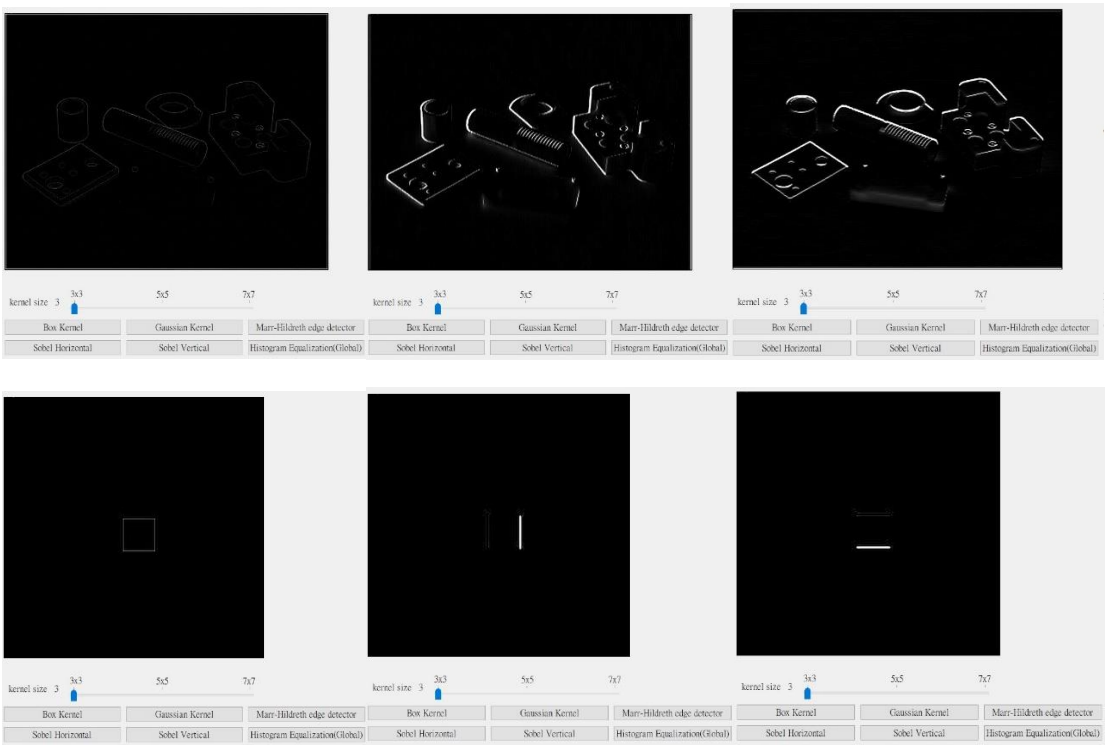 3x3 5x5 7x7
kernel size 3
Box Kernel Gaussian Kernel Marr-Hildreth edge detector
Sobel Horizontal Sobel Vertical Histogram Equalization(Global)
3x3 5x5 7x7
kernel size 3
Box Kernel Gaussian Kernel Marr-Hildreth edge detector
Sobel Horizontal Sobel Vertical Histogram Equalization(Global)
3x3 5x5 7x7
kernel size 3
Box Kernel Gaussian Kernel Marr-Hildreth edge detector
Sobel Horizontal Sobel Vertical Histogram Equalization(Global)
3x3 5x5 7x7
kernel size 3
Box Kernel Gaussian Kernel Marr-Hildreth edge detector
Sobel Horizontal Sobel Vertical Histogram Equalization(Global)
3x3 5x5 7x7
kernel size 3
Box Kernel Gaussian Kernel Marr-Hildreth edge detector
Sobel Horizontal Sobel Vertical Histogram Equalization(Global)
3x3 5x5 7x7
kernel size 3
Box Kernel Gaussian Kernel Marr-Hildreth edge detector
Sobel Horizontal Sobel Vertical Histogram Equalization(Global)